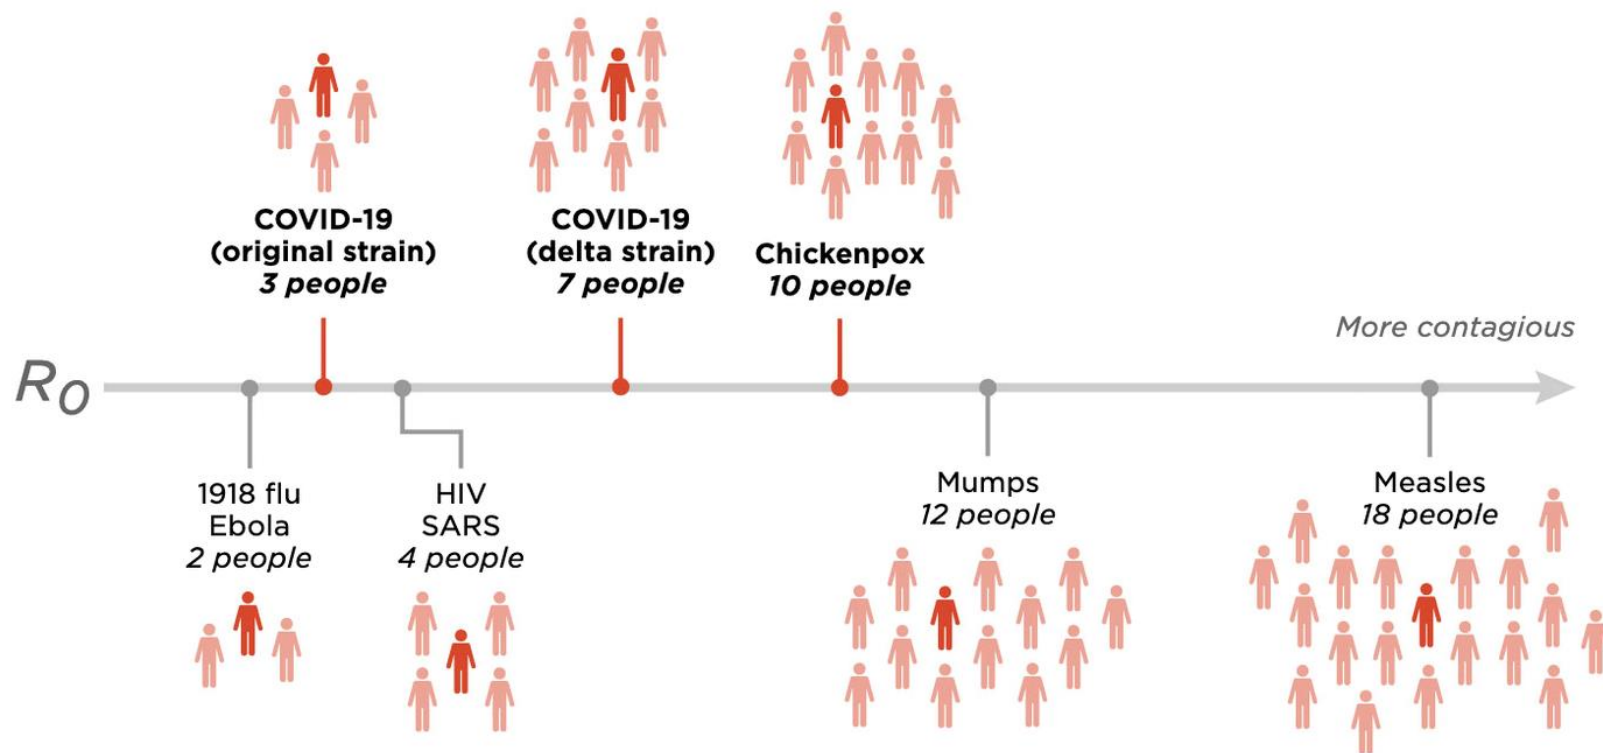 COVID-19
(original strain)
3 people
COVID-19
(delta strain)
7 people
Chickenpox
10 people
More contagious
R0
1918 flu
Ebola
2 people
HIV
SARS
4 people
Mumps
12 people
Measles
18 people